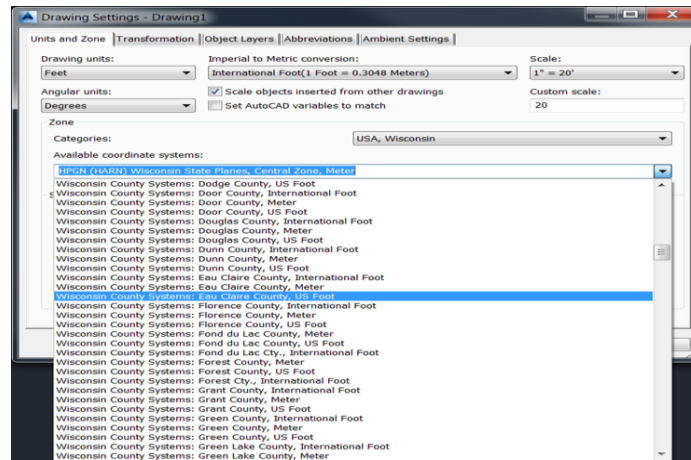 Drawing Settings - Drawing1
Units and Zone Transformation Object Layers Abbreviations Ambient Settings
Drawing units: Imperial to Metric conversion: Scale:
Feet International Foot(1 Foot = 0.3048 Meters) 1" = 20'
Angular units: Scale objects inserted from other drawings Custom scale:
Degrees Set AutoCAD variables to match 20
Zone
Categories: USA, Wisconsin
Available coordinate systems:
HPGN (HARN) Wisconsin State Planes, Central Zone, Meter
Wisconsin County Systems: Dodge County, US Foot
Wisconsin County Systems: Door County, International Foot
Wisconsin County Systems: Door County, Meter
Wisconsin County Systems: Door County, US Foot
Wisconsin County Systems: Douglas County, International Foot
Wisconsin County Systems: Douglas County, Meter
Wisconsin County Systems: Douglas County, US Foot
Wisconsin County Systems: Dunn County, International Foot
Wisconsin County Systems: Dunn County, Meter
Wisconsin County Systems: Dunn County, US Foot
Wisconsin County Systems: Eau Claire County, International Foot
Wisconsin County Systems: Eau Claire County, Meter
Wisconsin County Systems: Eau Claire County, US Foot
Wisconsin County Systems: Florence County, International Foot
Wisconsin County Systems: Florence County, Meter
Wisconsin County Systems: Florence County, US Foot
Wisconsin County Systems: Fond du Lac County, Meter
Wisconsin County Systems: Fond du Lac County, US Foot
Wisconsin County Systems: Fond du Lac Cty., International Foot
Wisconsin County Systems: Forest County, Meter
Wisconsin County Systems: Forest County, US Foot
Wisconsin County Systems: Forest Cty., International Foot
Wisconsin County Systems: Grant County, International Foot
Wisconsin County Systems: Grant County, Meter
Wisconsin County Systems: Grant County, US Foot
Wisconsin County Systems: Green County, International Foot
Wisconsin County Systems: Green County, Meter
Wisconsin County Systems: Green County, US Foot
Wisconsin County Systems: Green Lake County, International Foot
Wisconsin County Systems: Green Lake County, Meter